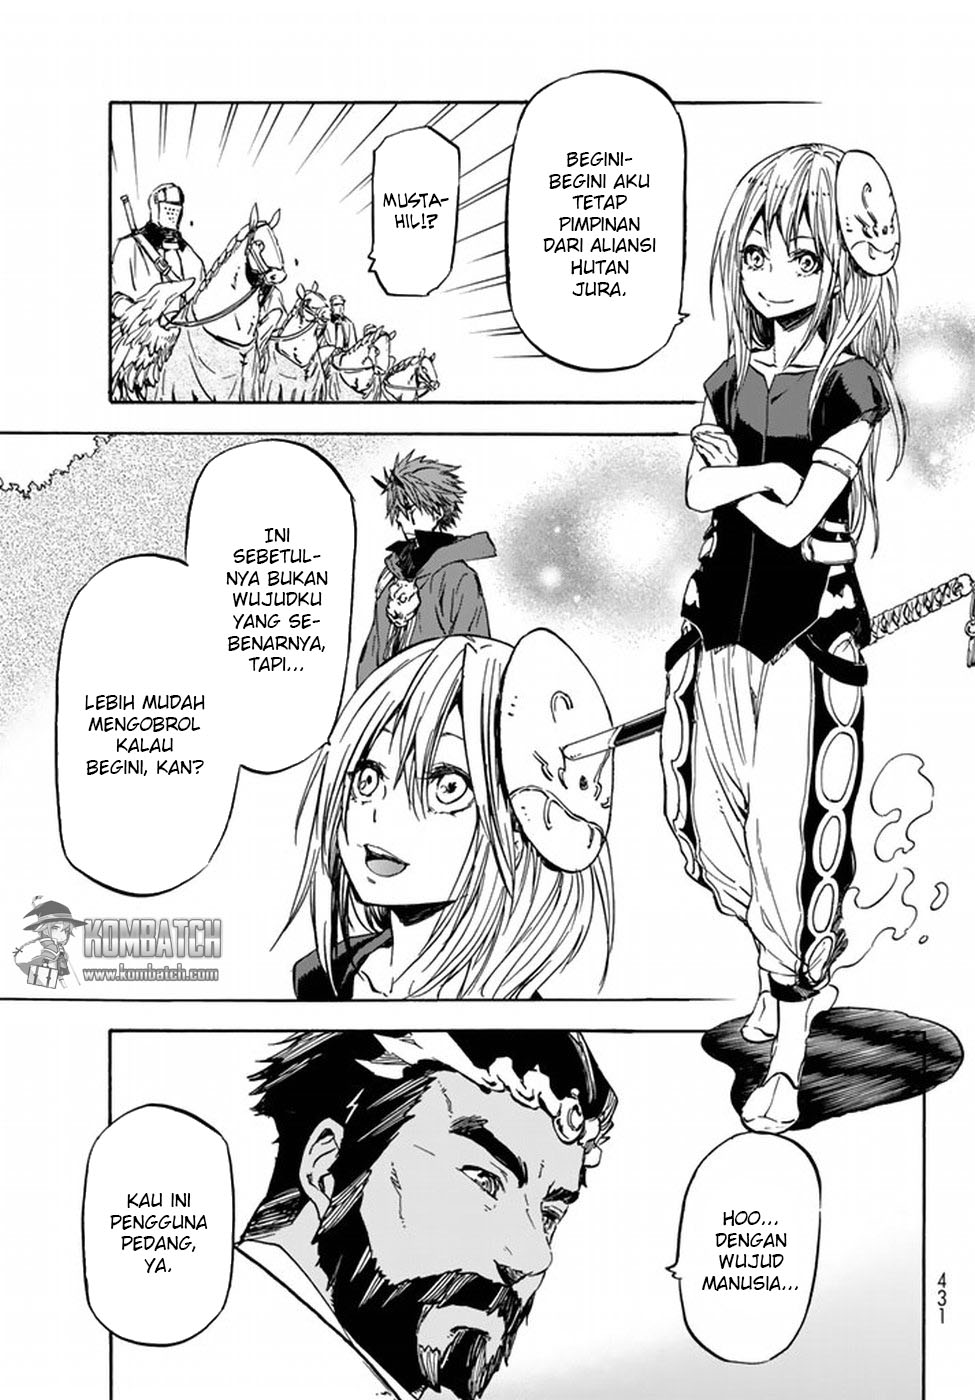 BEGINI-
BEGINI AKU
TETAP
PIMPINAN
DARI ALIANSI
HUTAN
JURA.
MUSTA-
HIL!?
INI
SEBETUL-
NYA BUKAN
WUJUDKU
YANG SE-
BENARNYA,
TAPI...
LEBIH MUDAH
MENGOBROL
KALAU
BEGINI, KAN?
KOMBATCH
www.kombatch.com
HOO...
DENGAN
WUJUD
MANUSIA...
KAU INI
PENGGUNA
PEDANG,
YA.
431